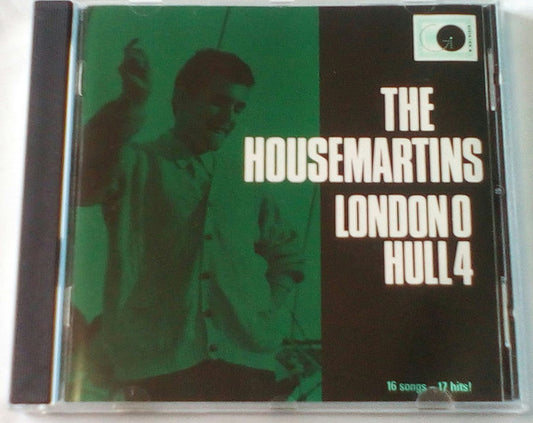 THE
HOUSEMARTINS
LONDON 0
HULL 4
16 songs – 17 hits!